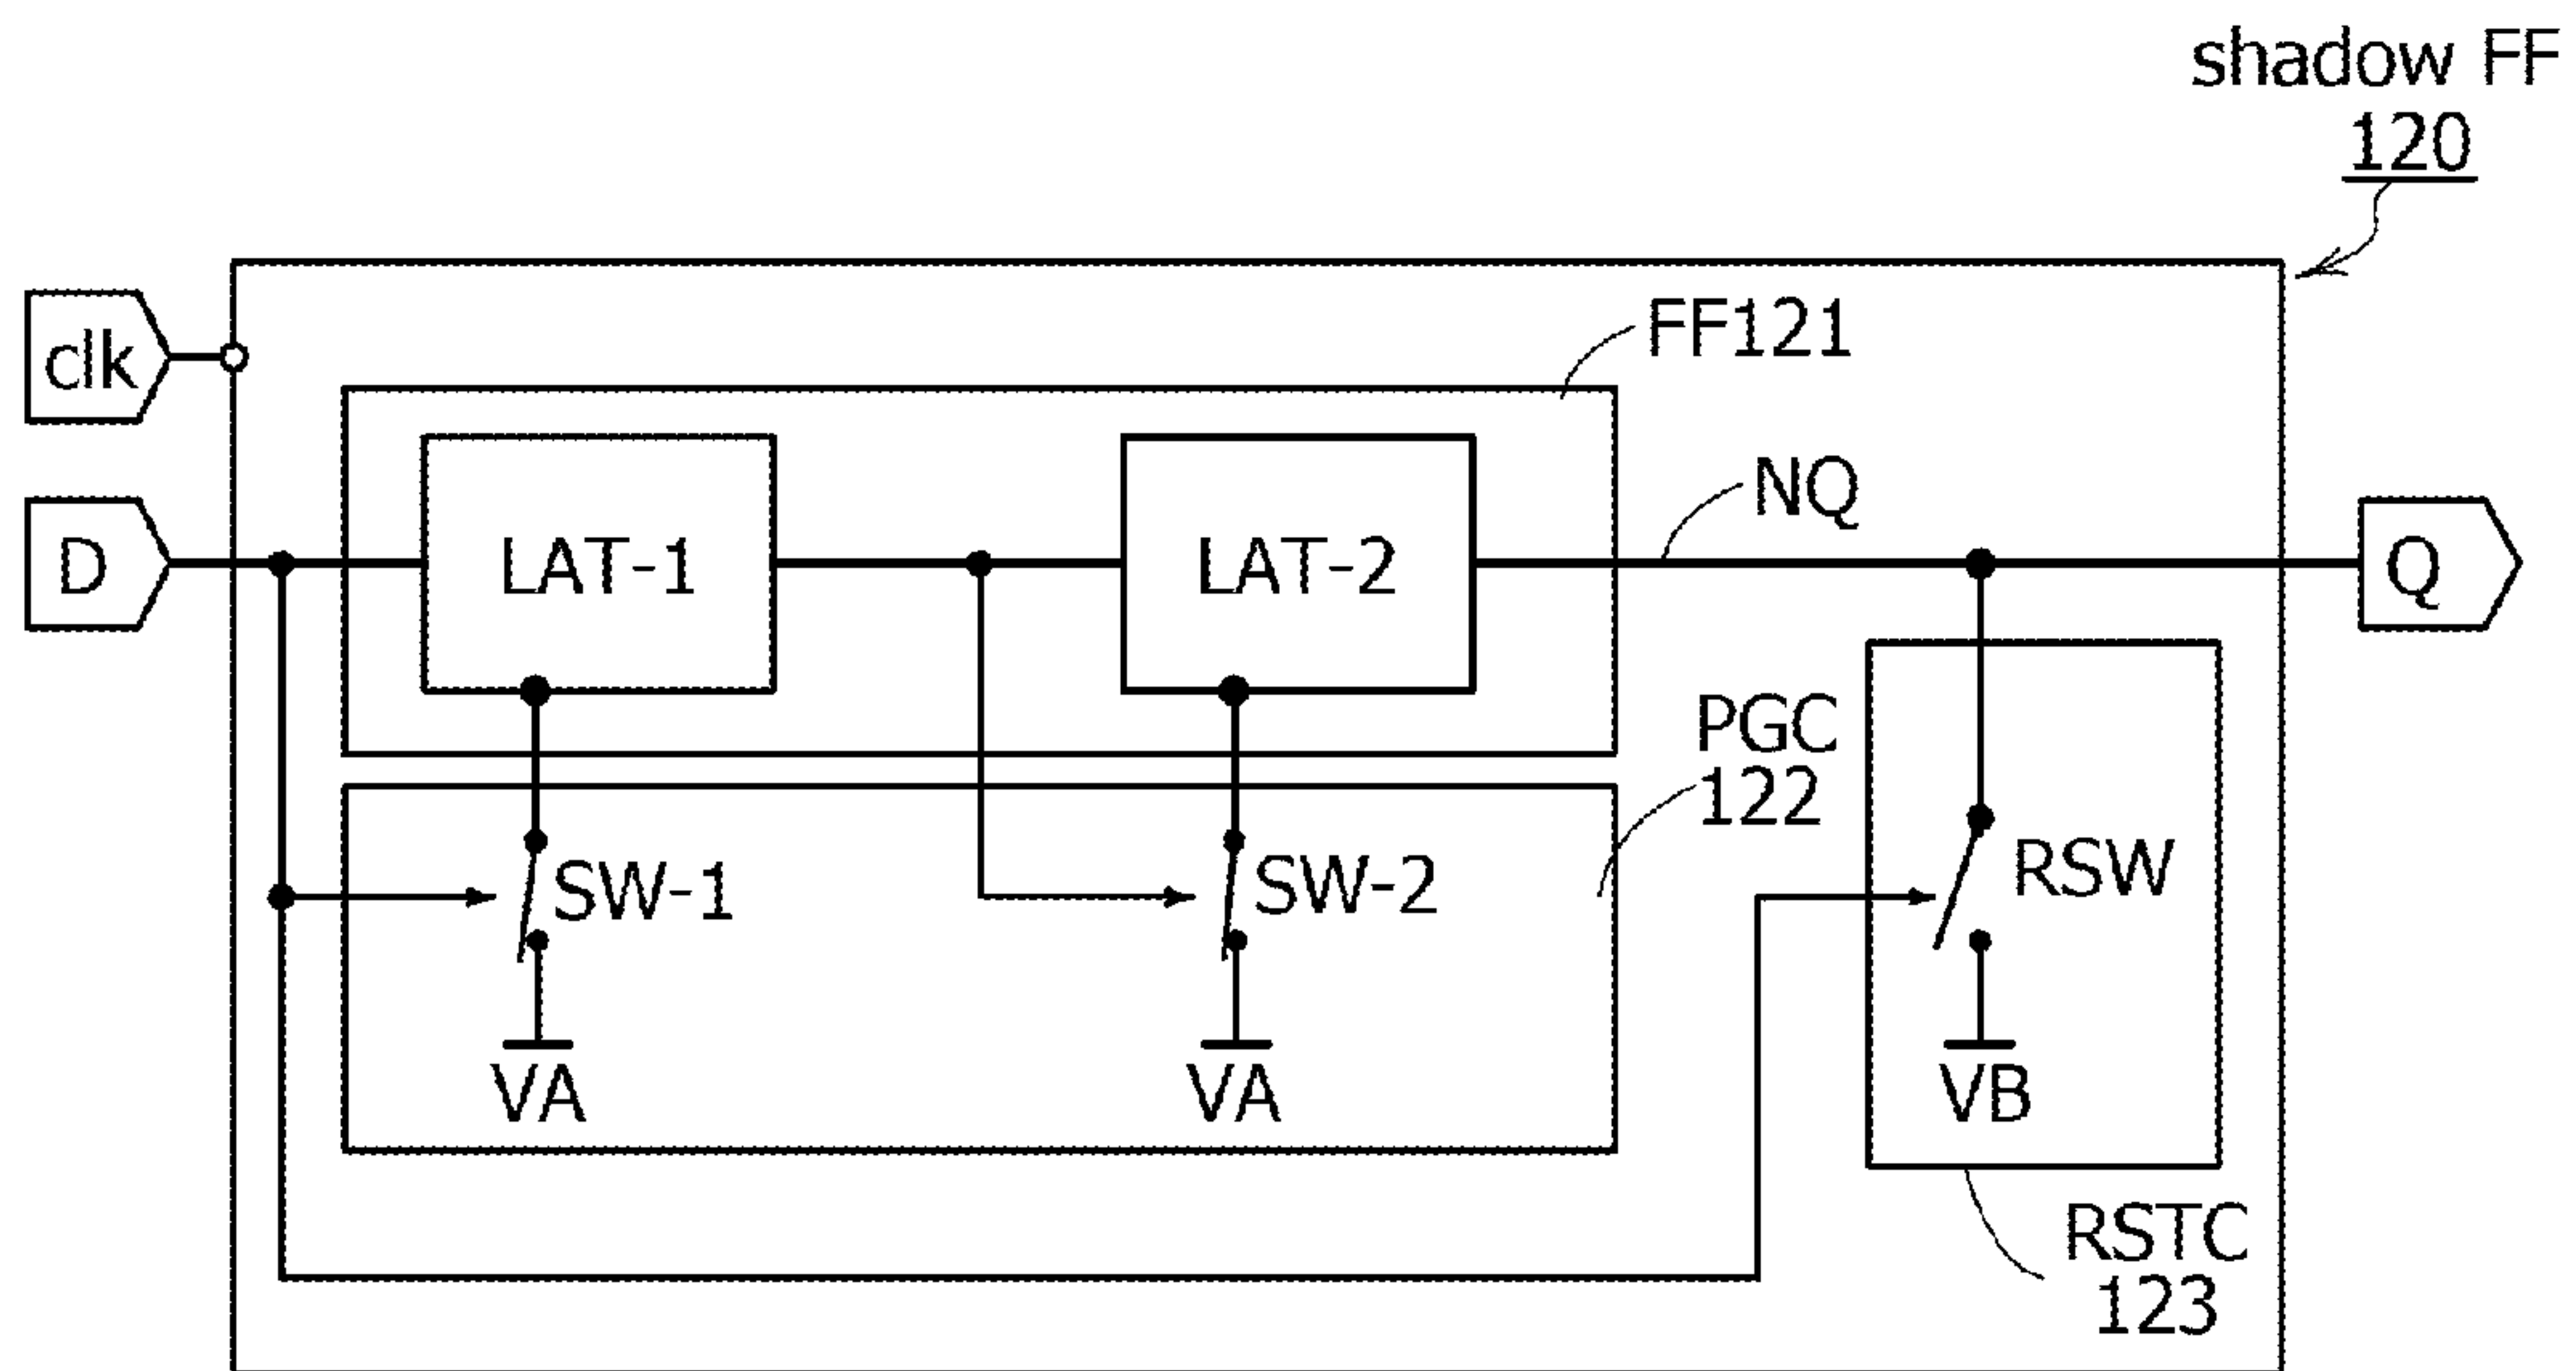 shadow FF
120
clk
FF121
D
LAT-1
LAT-2
NQ
Q
PGC
122
SW-1
SW-2
RSW
VA
VA
VB
RSTC
123